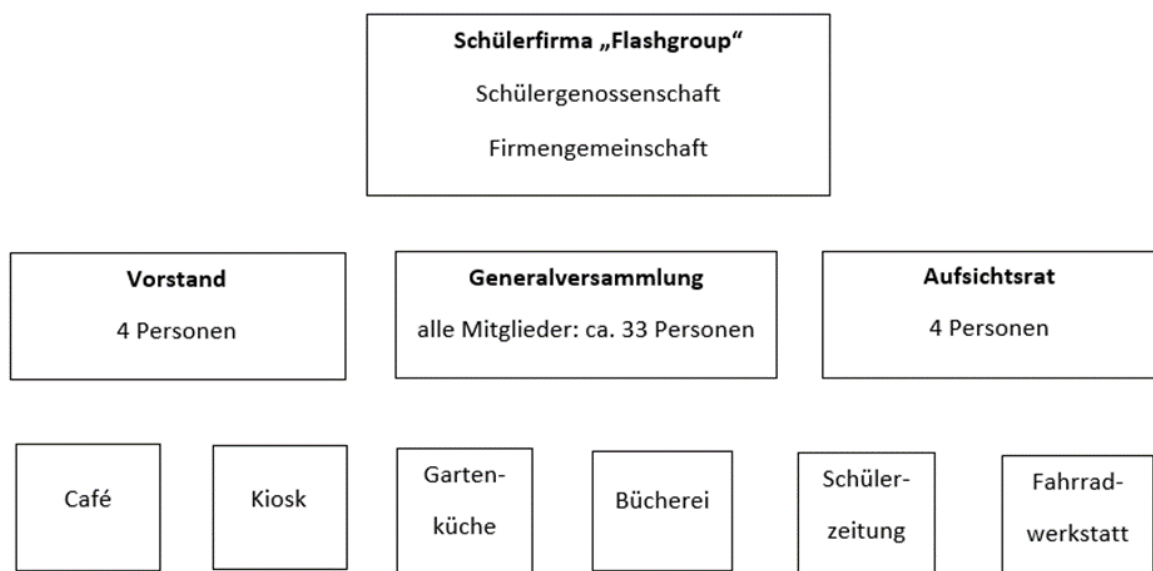 Schülerfirma „Flashgroup“
Schülergenossenschaft
Firmengemeinschaft
Vorstand
4 Personen
Generalversammlung
alle Mitglieder: ca. 33 Personen
Aufsichtsrat
4 Personen
Café
Kiosk
Garten-
küche
Bücherei
Schüler-
zeitung
Fahrrad-
werkstatt